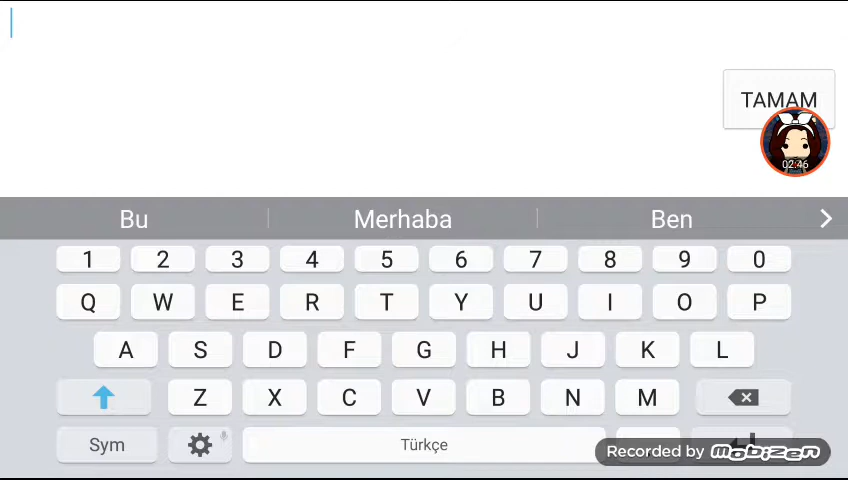 TAMAM
02:46
Bu Merhaba Ben
1 2 3 4 5 6 7 8 9 0
Q W E R T Y U I O P
A S D F G H J K L
Z X C V B N M
Sym Türkçe
Recorded by mobizen